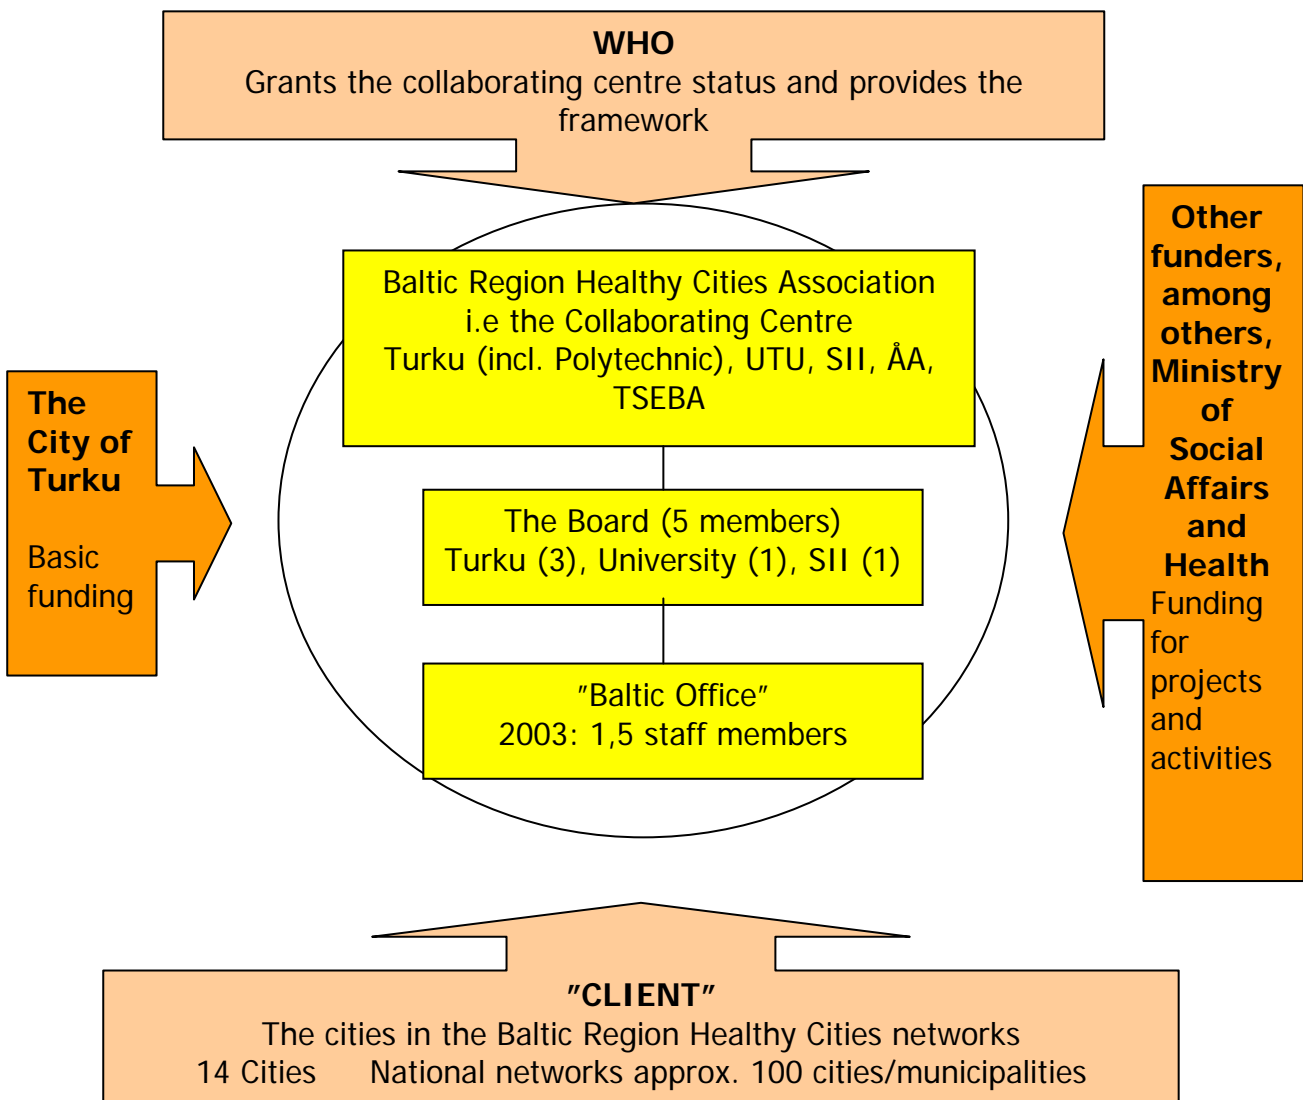 WHO
Grants the collaborating centre status and provides the
framework
Baltic Region Healthy Cities Association
i.e the Collaborating Centre
Turku (incl. Polytechnic), UTU, SII, ÅA,
TSEBA
The Board (5 members)
Turku (3), University (1), SII (1)
”Baltic Office”
2003: 1,5 staff members
The
City of
Turku
Basic
funding
Other
funders,
among
others,
Ministry
of
Social
Affairs
and
Health
Funding
for
projects
and
activities
”CLIENT”
The cities in the Baltic Region Healthy Cities networks
14 Cities National networks approx. 100 cities/municipalities